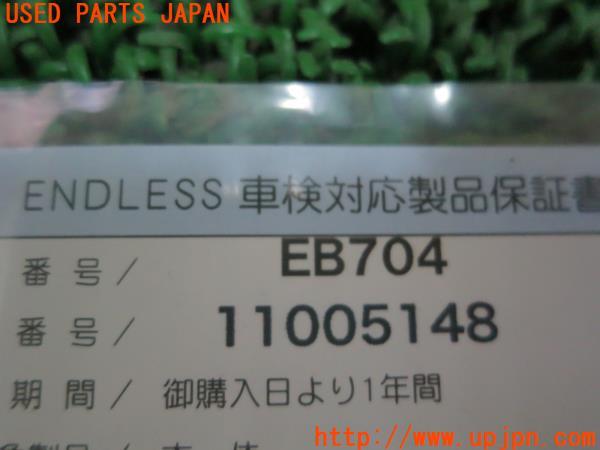 USED PARTS JAPAN
ENDLESS 車検対応製品保証書
番号/ EB704
番号/ 11005148
期間/ 御購入日より1年間
http://www.upjpn.com